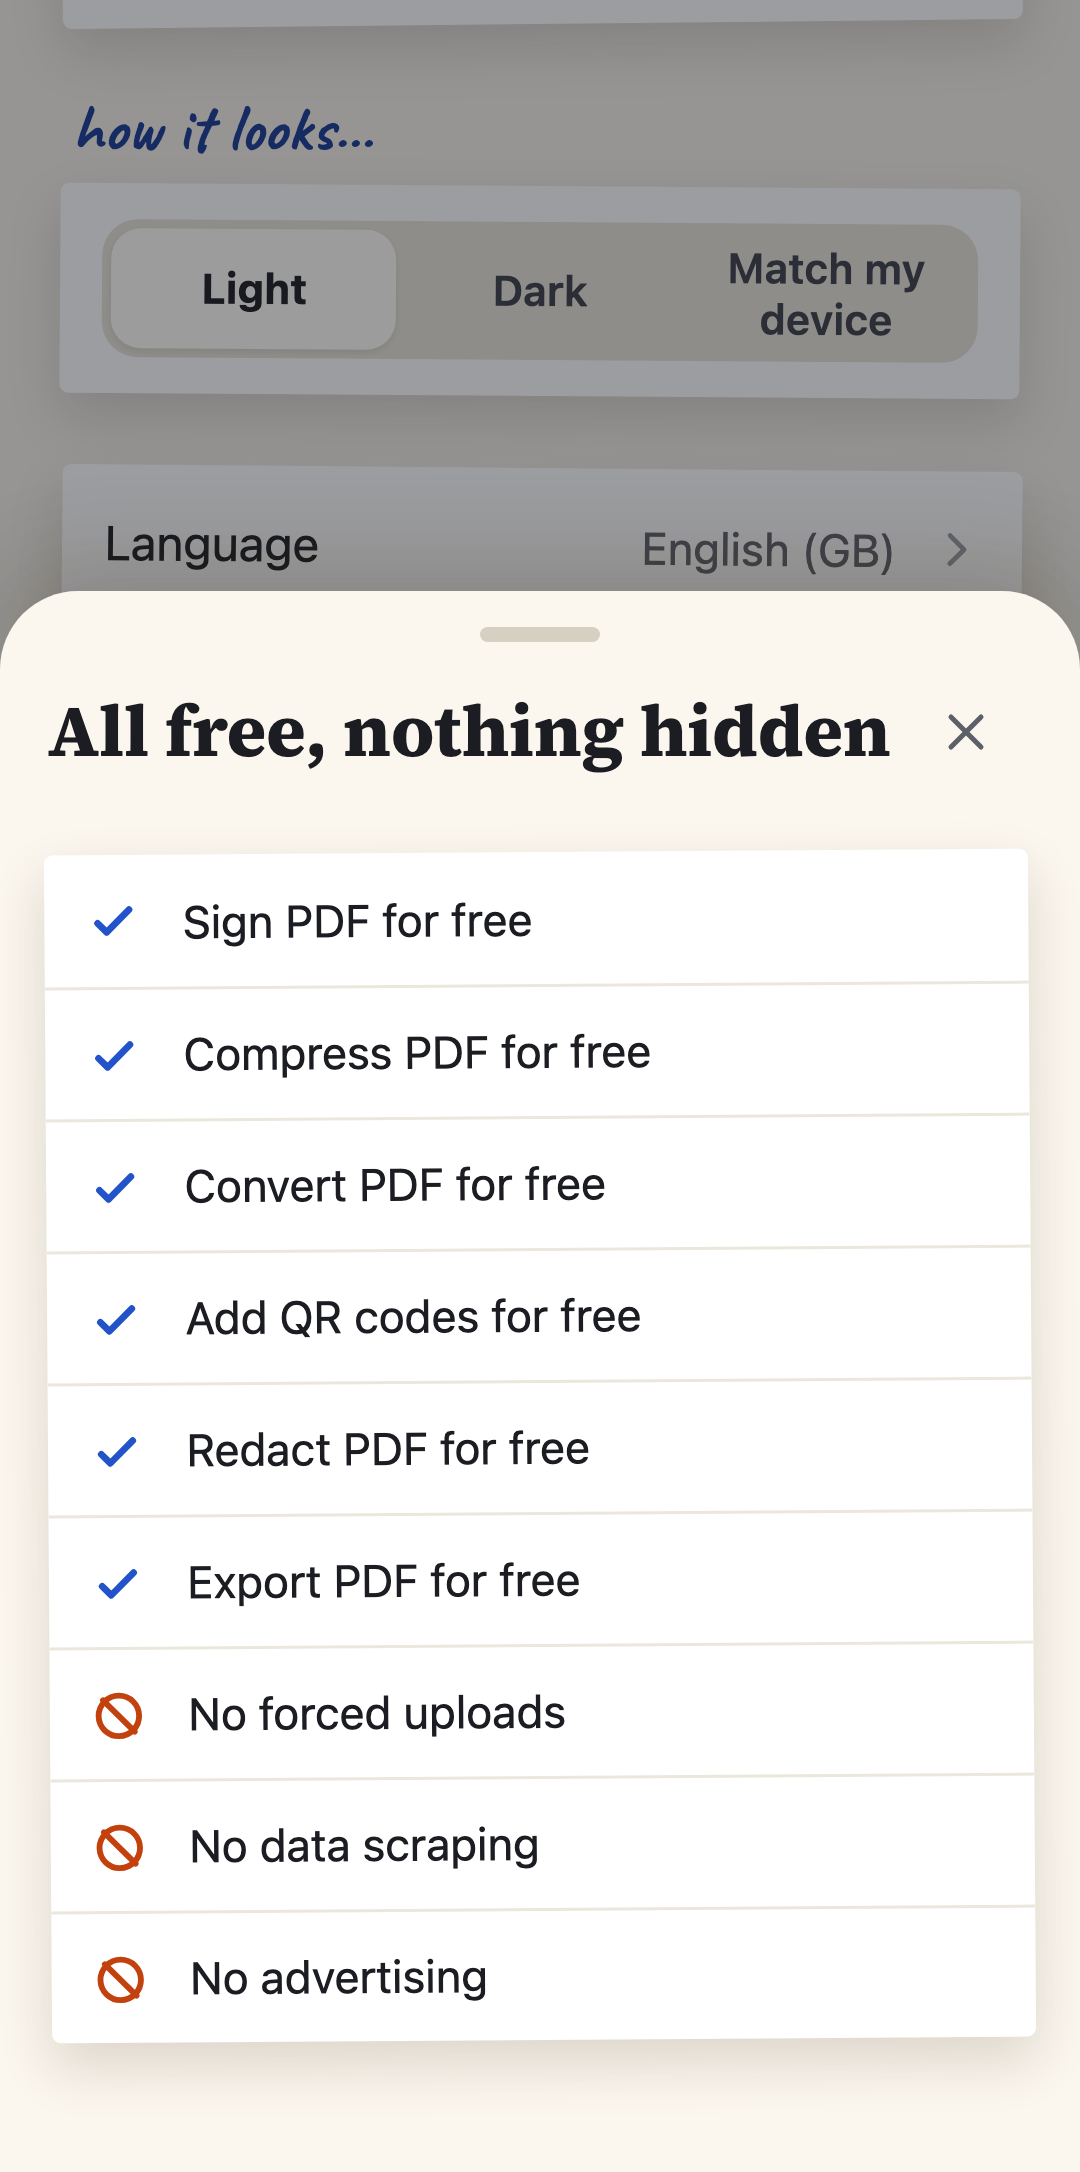 how it looks...
Light
Dark
Match my
device
Language
English (GB)
All free, nothing hidden
Sign PDF for free
Compress PDF for free
Convert PDF for free
Add QR codes for free
Redact PDF for free
Export PDF for free
No forced uploads
No data scraping
No advertising